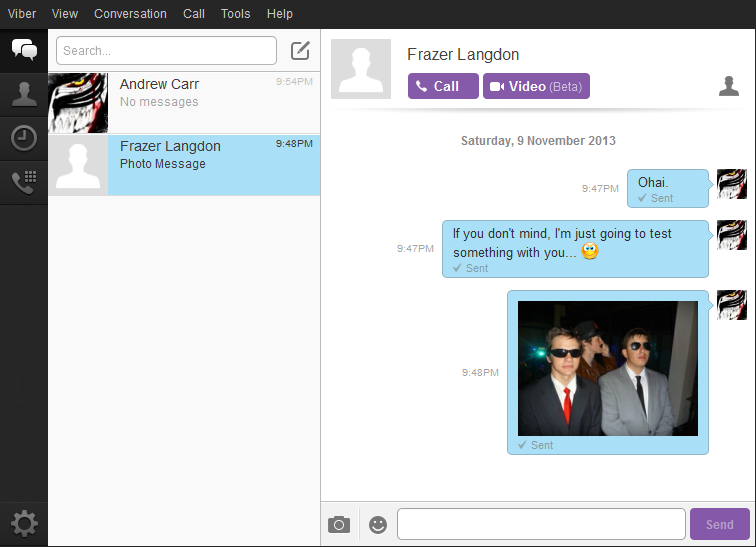 Viber View Conversation Call Tools Help
Search...
Andrew Carr 9:54PM
No messages
Frazer Langdon 9:48PM
Photo Message
Frazer Langdon
Call Video (Beta)
Saturday, 9 November 2013
9:47PM Ohai.
Sent
9:47PM If you don't mind, I'm just going to test
something with you...
Sent
9:48PM
Sent
Send